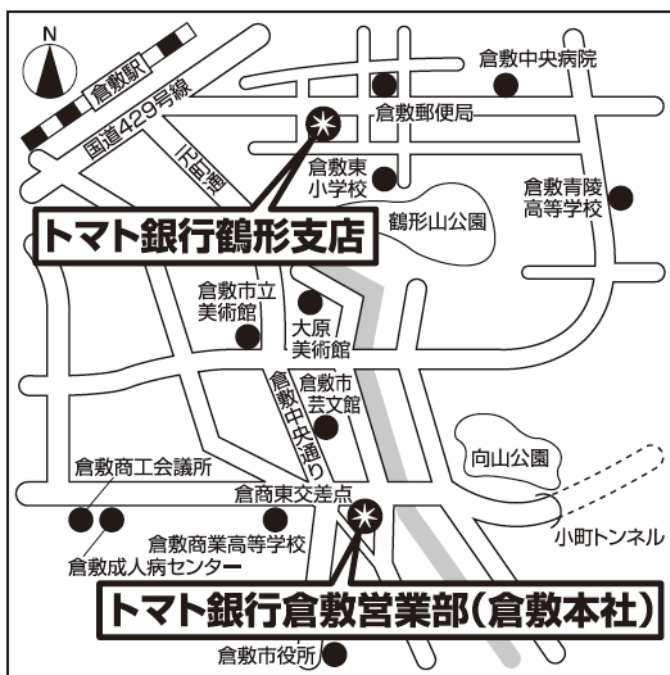 N
倉敷駅
国道429号線
元町通
倉敷中央病院
倉敷郵便局
倉敷東
小学校
倉敷青陵
高等学校
鶴形山公園
トマト銀行鶴形支店
倉敷市立
美術館
大原
美術館
倉敷市
芸文館
倉敷中央通り
向山公園
倉敷商工会議所
倉商東交差点
倉敷商業高等学校
倉敷成人病センター
小町トンネル
トマト銀行倉敷営業部(倉敷本社)
倉敷市役所